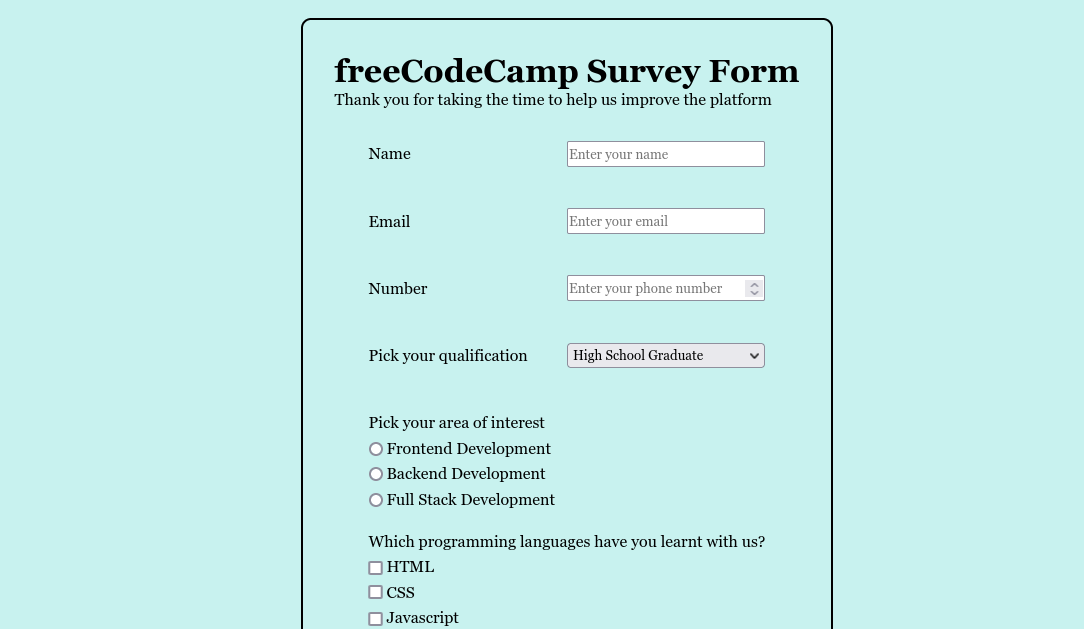 freeCodeCamp Survey Form
Thank you for taking the time to help us improve the platform
Name
Enter your name
Email
Enter your email
Number
Enter your phone number
Pick your qualification
High School Graduate
Pick your area of interest
Frontend Development
Backend Development
Full Stack Development
Which programming languages have you learnt with us?
HTML
CSS
Javascript